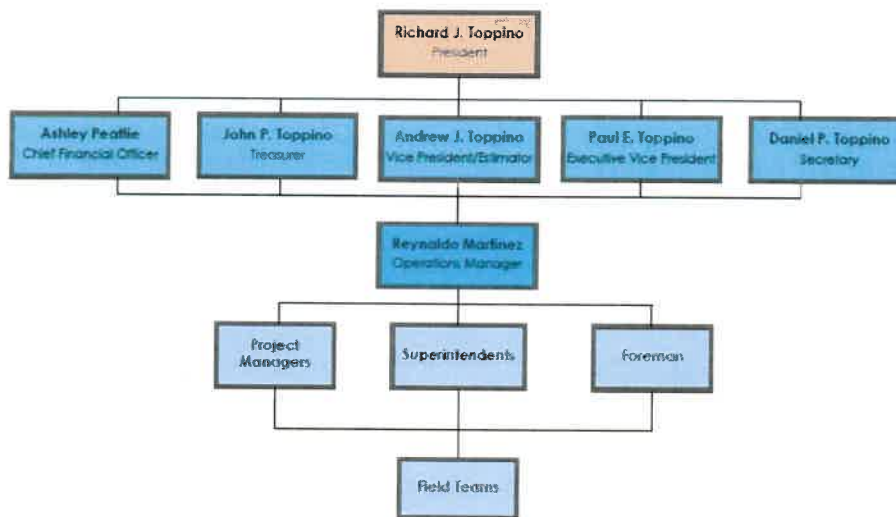 Richard J. Toppino
President
Ashley Peattie
Chief Financial Officer
John P. Toppino
Treasurer
Andrew J. Toppino
Vice President/Estimator
Paul E. Toppino
Executive Vice President
Daniel P. Toppino
Secretary
Reynaldo Martinez
Operations Manager
Project
Managers
Superintendents
Foreman
Field Teams